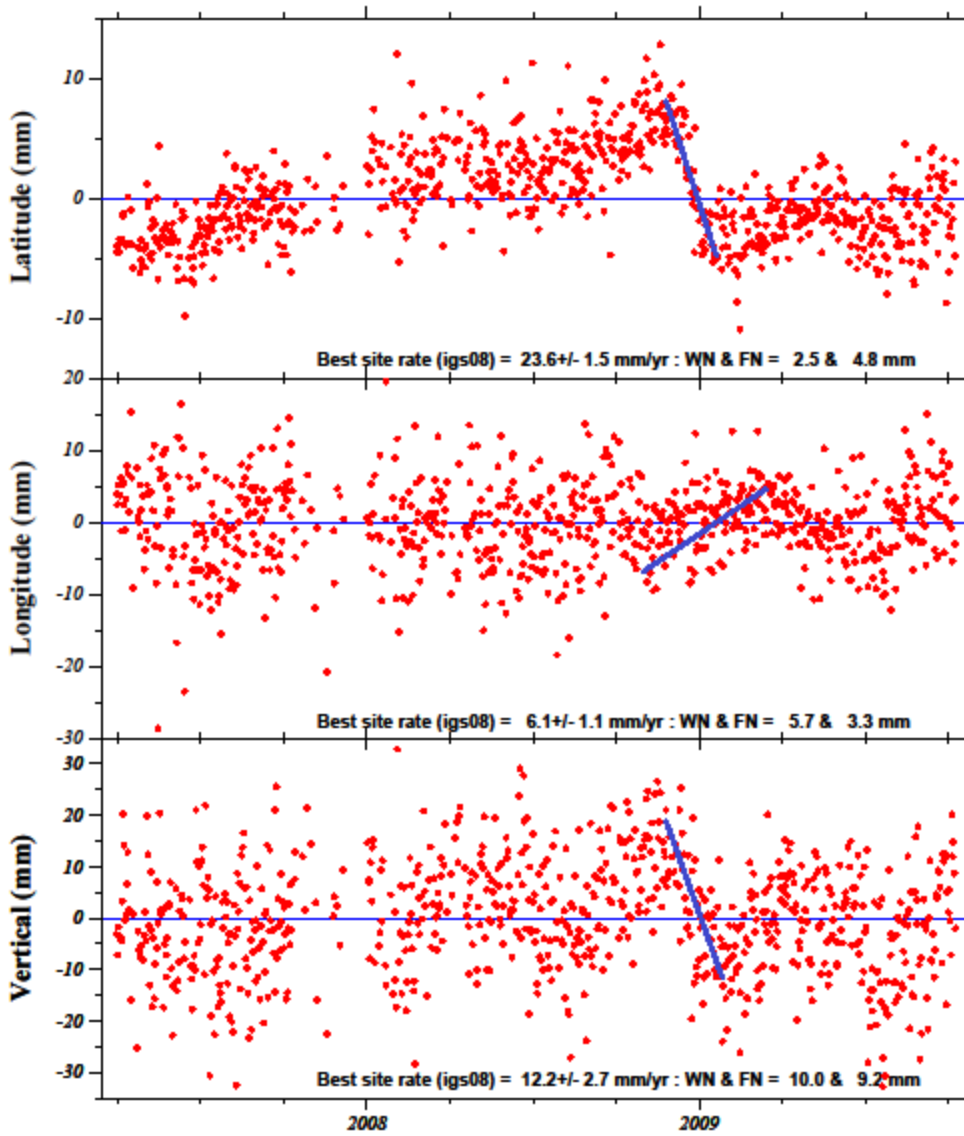 10
0
-10
Latitude (mm)
Best site rate (igs08) = 23.6+/- 1.5 mm/yr : WN & FN = 2.5 & 4.8 mm
20
10
0
-10
-20
-30
Longitude (mm)
Best site rate (igs08) = 6.1+/- 1.1 mm/yr : WN & FN = 5.7 & 3.3 mm
30
20
10
0
-10
-20
-30
Vertical (mm)
Best site rate (igs08) = 12.2+/- 2.7 mm/yr : WN & FN = 10.0 & 9.2 mm
2008 2009